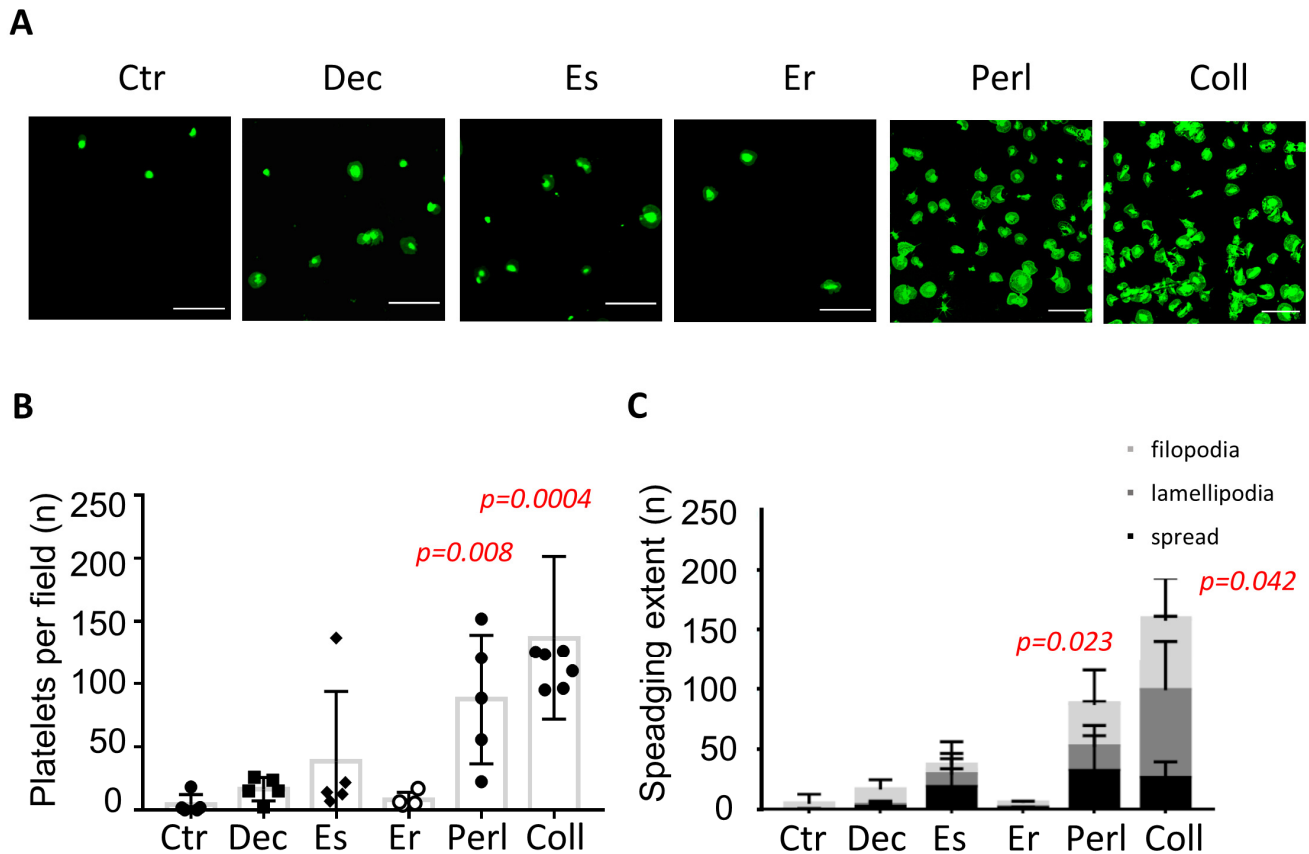 A
Ctr Dec Es Er Perl Coll
B
Platelets per field (n)
250
200
150
100
50
0
p=0.008
p=0.0004
Ctr Dec Es Er Perl Coll
C
Speadging extent (n)
250
200
150
100
50
0
filopodia
lamellipodia
spread
p=0.023
p=0.042
Ctr Dec Es Er Perl Coll